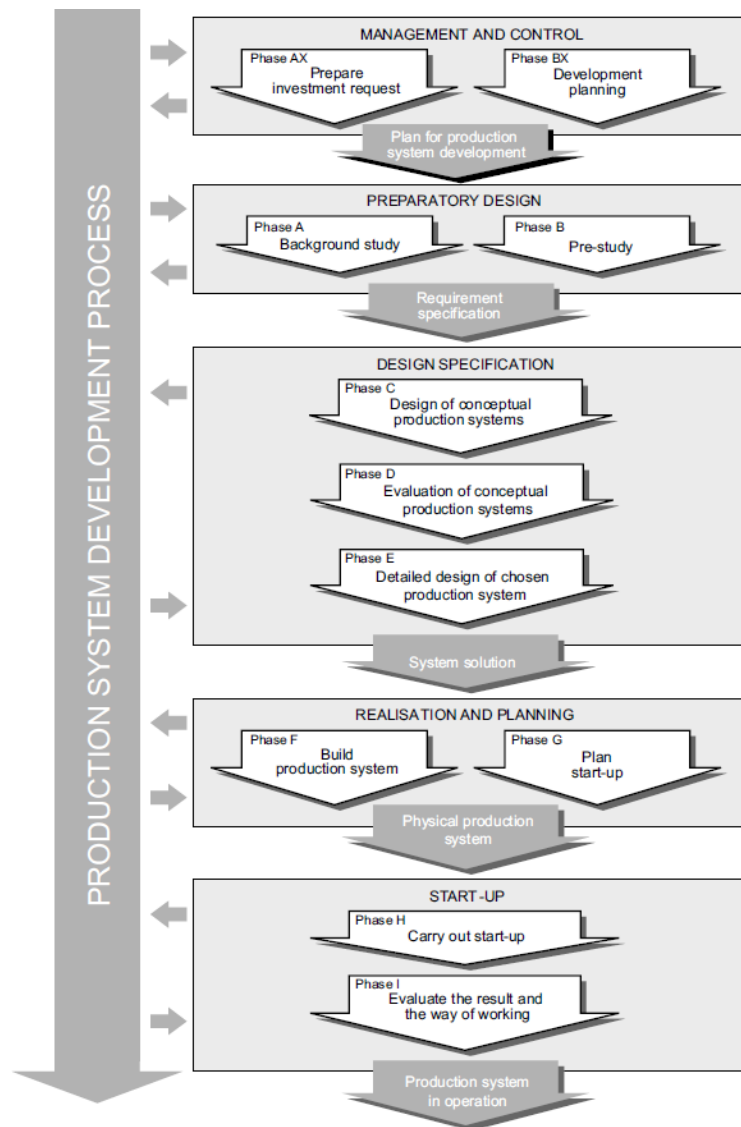 PRODUCTION SYSTEM DEVELOPMENT PROCESS
MANAGEMENT AND CONTROL
Phase AX
Prepare
investment request
Phase BX
Development
planning
Plan for production
system development
PREPARATORY DESIGN
Phase A
Background study
Phase B
Pre-study
Requirement
specification
DESIGN SPECIFICATION
Phase C
Design of conceptual
production systems
Phase D
Evaluation of conceptual
production systems
Phase E
Detailed design of chosen
production system
System solution
REALISATION AND PLANNING
Phase F
Build
production system
Phase G
Plan
start-up
Physical production
system
START-UP
Phase H
Carry out start-up
Phase I
Evaluate the result and
the way of working
Production system
in operation